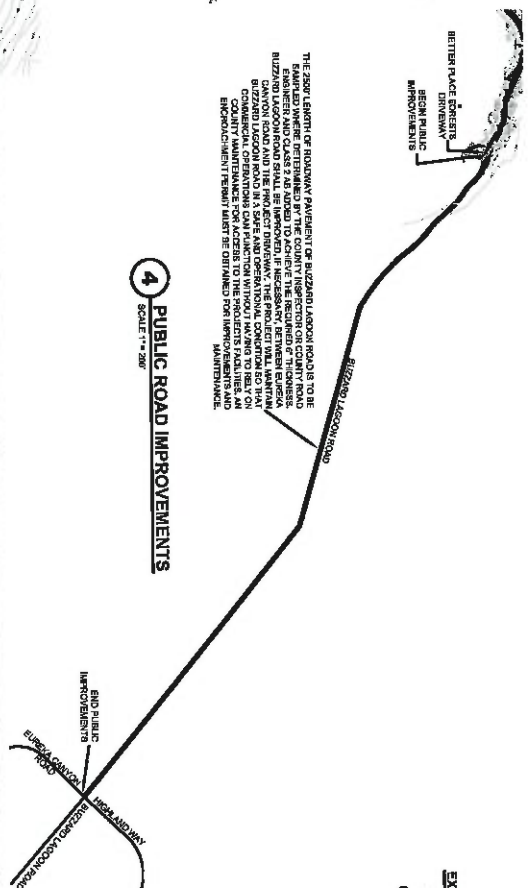 BETTER PLACE FORESTS
DRIVEWAY
BEGIN PUBLIC
IMPROVEMENTS
THE 2500' LENGTH OF ROADWAY PAVEMENT OF BUZZARD LAGOON ROAD IS TO BE
SAMPLED WHERE DETERMINED BY THE COUNTY INSPECTOR OR COUNTY ROAD
ENGINEER AND CLASS 2 AB ADDED TO ACHIEVE THE REQUIRED 6" THICKNESS.
BUZZARD LAGOON ROAD SHALL BE IMPROVED, IF NECESSARY, BETWEEN EUREKA
CANYON ROAD AND THE PROJECT DRIVEWAY. THE PROJECT WILL MAINTAIN
BUZZARD LAGOON ROAD IN A SAFE AND OPERATIONAL CONDITION SO THAT
COMMERCIAL OPERATIONS CAN FUNCTION WITHOUT HAVING TO RELY ON
COUNTY MAINTENANCE FOR ACCESS TO THE PROJECTS FACILITIES. AN
ENCROACHMENT PERMIT MUST BE OBTAINED FOR IMPROVEMENTS AND
MAINTENANCE.
BUZZARD LAGOON ROAD
4 PUBLIC ROAD IMPROVEMENTS
SCALE 1" = 200'
END PUBLIC
IMPROVEMENTS
EUREKA CANYON
ROAD
HIGHLAND WAY
BUZZARD LAGOON ROAD
EX